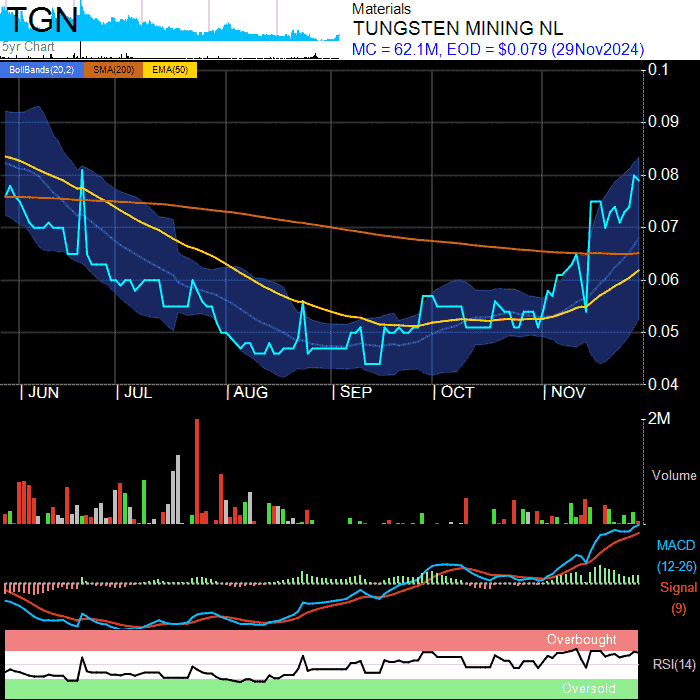 TGN
5yr Chart
Materials
TUNGSTEN MINING NL
MC = 62.1M, EOD = $0.079 (29Nov2024)
BollBands(20,2) SMA(200) EMA(50)
0.1
0.09
0.08
0.07
0.06
0.05
0.04
JUN JUL AUG SEP OCT NOV
2M
Volume
MACD
(12-26)
Signal
(9)
Overbought
RSI(14)
Oversold